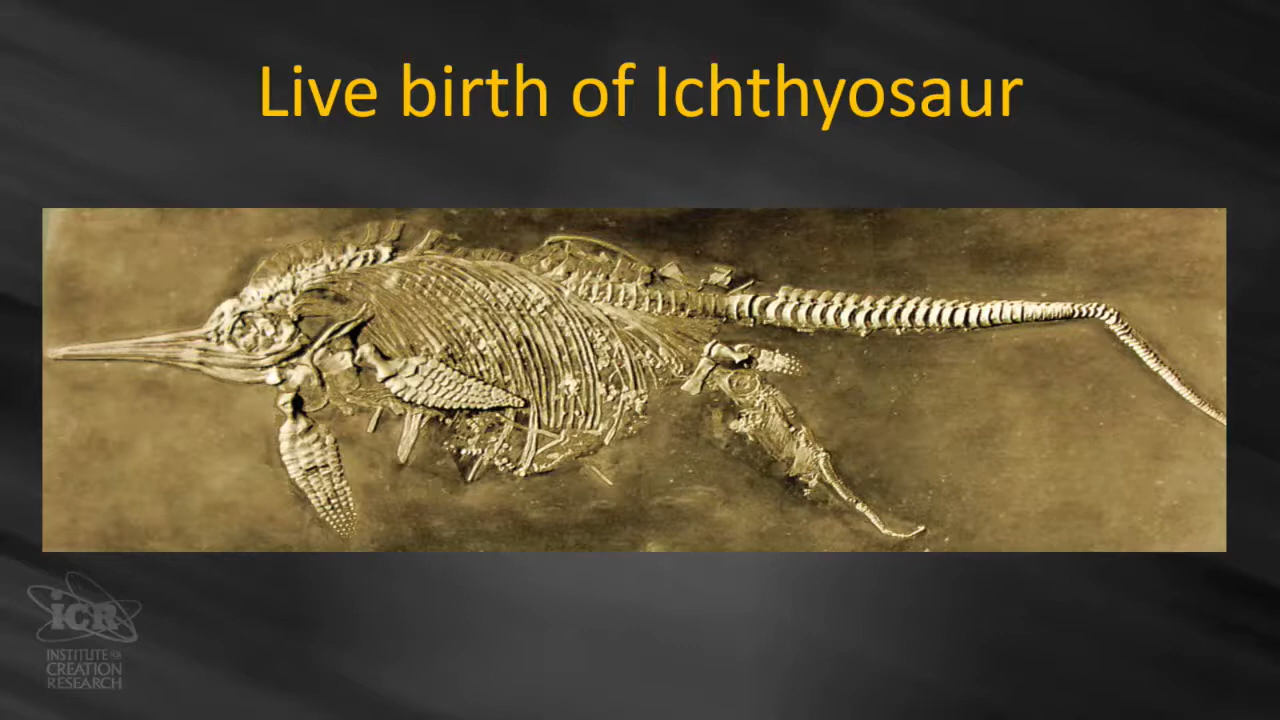 Live birth of Ichthyosaur
iCR
INSTITUTE for
CREATION
RESEARCH